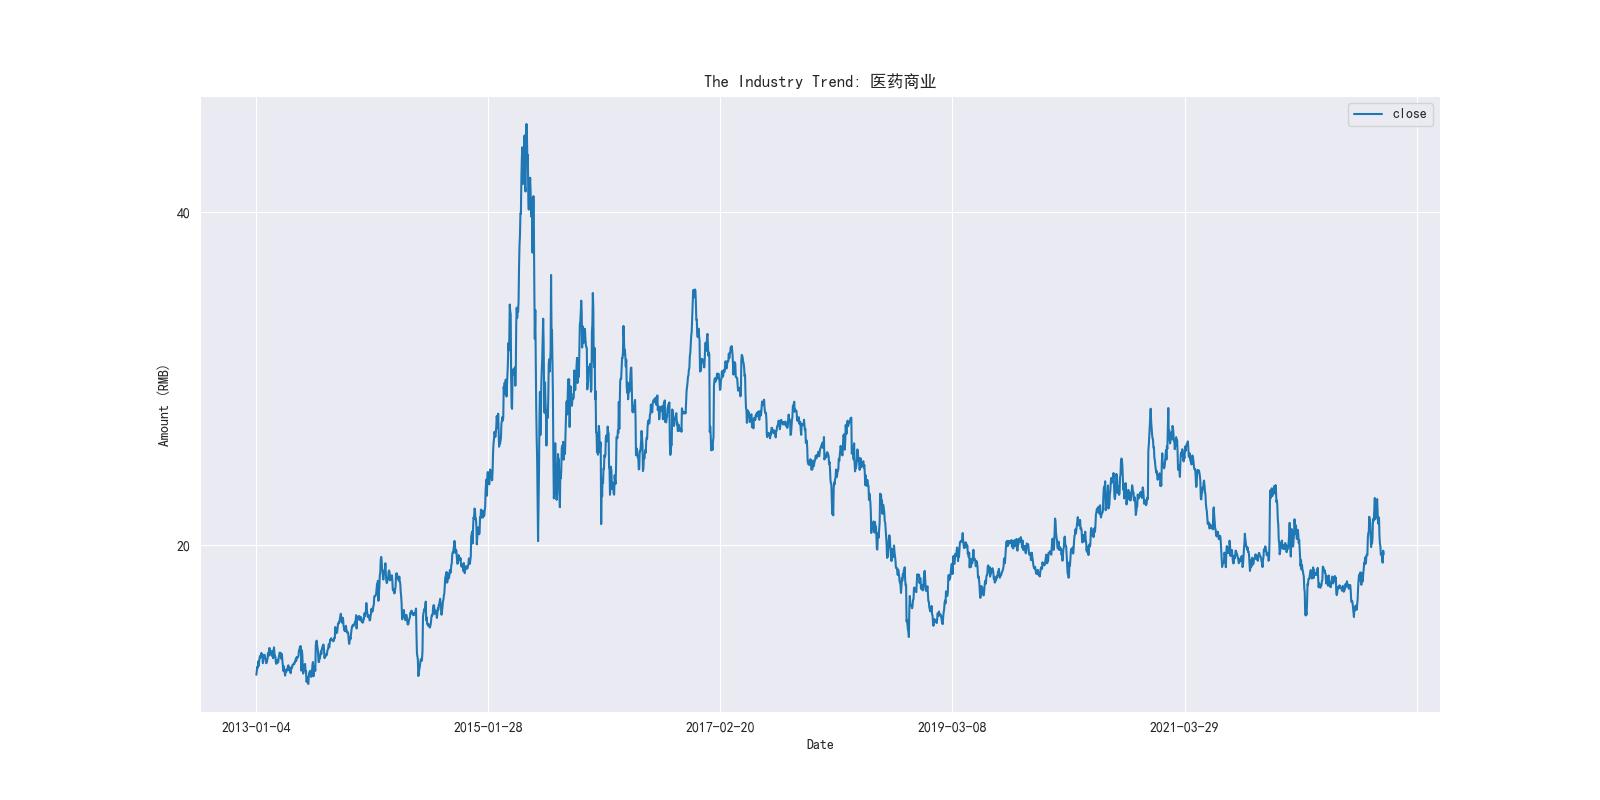 The Industry Trend: 医药商业
close
40
20
Amount (RMB)
2013-01-04
2015-01-28
2017-02-20
2019-03-08
2021-03-29
Date